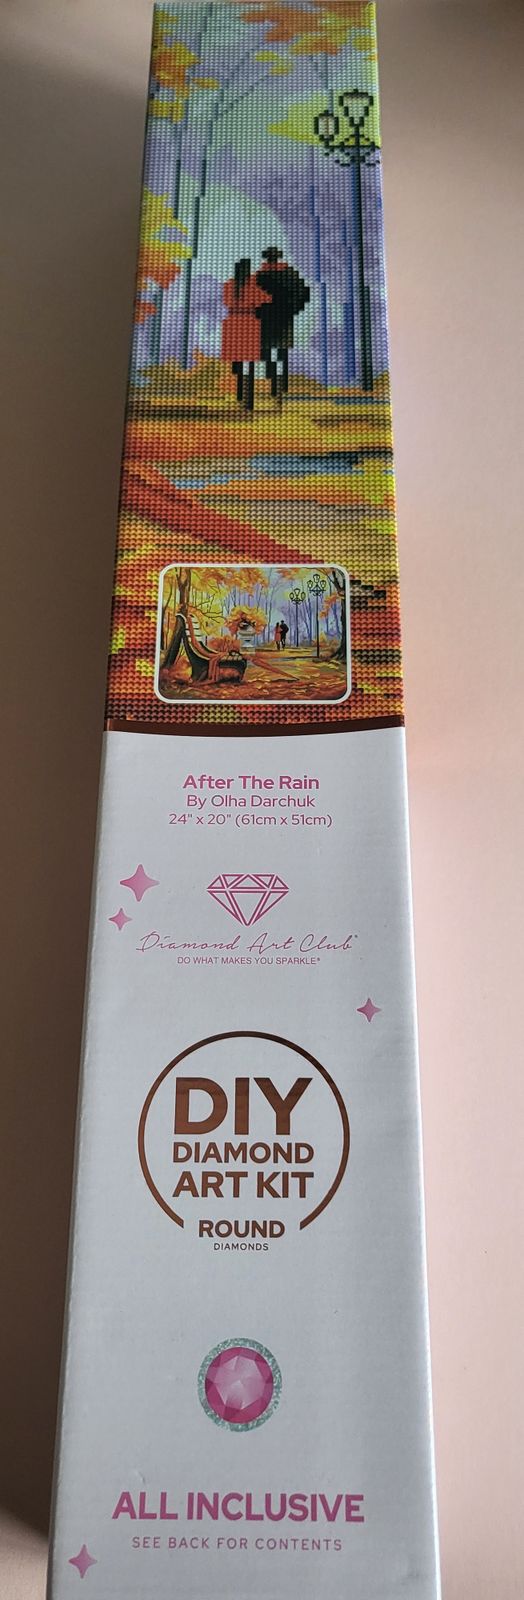 After The Rain
By Olha Darchuk
24" x 20" (61cm x 51cm)
Diamond Art Club®
DO WHAT MAKES YOU SPARKLE®
DIY
DIAMOND
ART KIT
ROUND
DIAMONDS
ALL INCLUSIVE
SEE BACK FOR CONTENTS